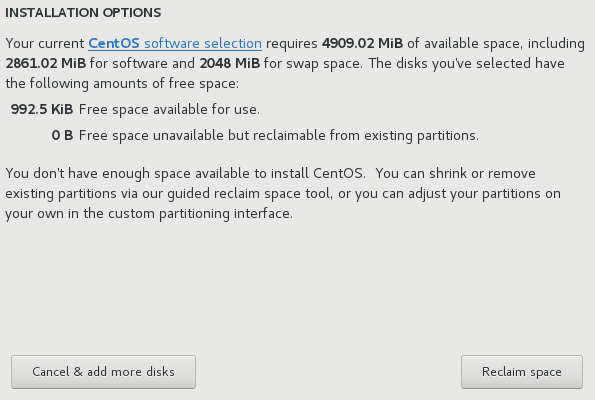 INSTALLATION OPTIONS
Your current CentOS software selection requires 4909.02 MiB of available space, including
2861.02 MiB for software and 2048 MiB for swap space. The disks you've selected have
the following amounts of free space:
992.5 KiB Free space available for use.
0 B Free space unavailable but reclaimable from existing partitions.
You don't have enough space available to install CentOS.  You can shrink or remove
existing partitions via our guided reclaim space tool, or you can adjust your partitions on
your own in the custom partitioning interface.
Cancel & add more disks
Reclaim space